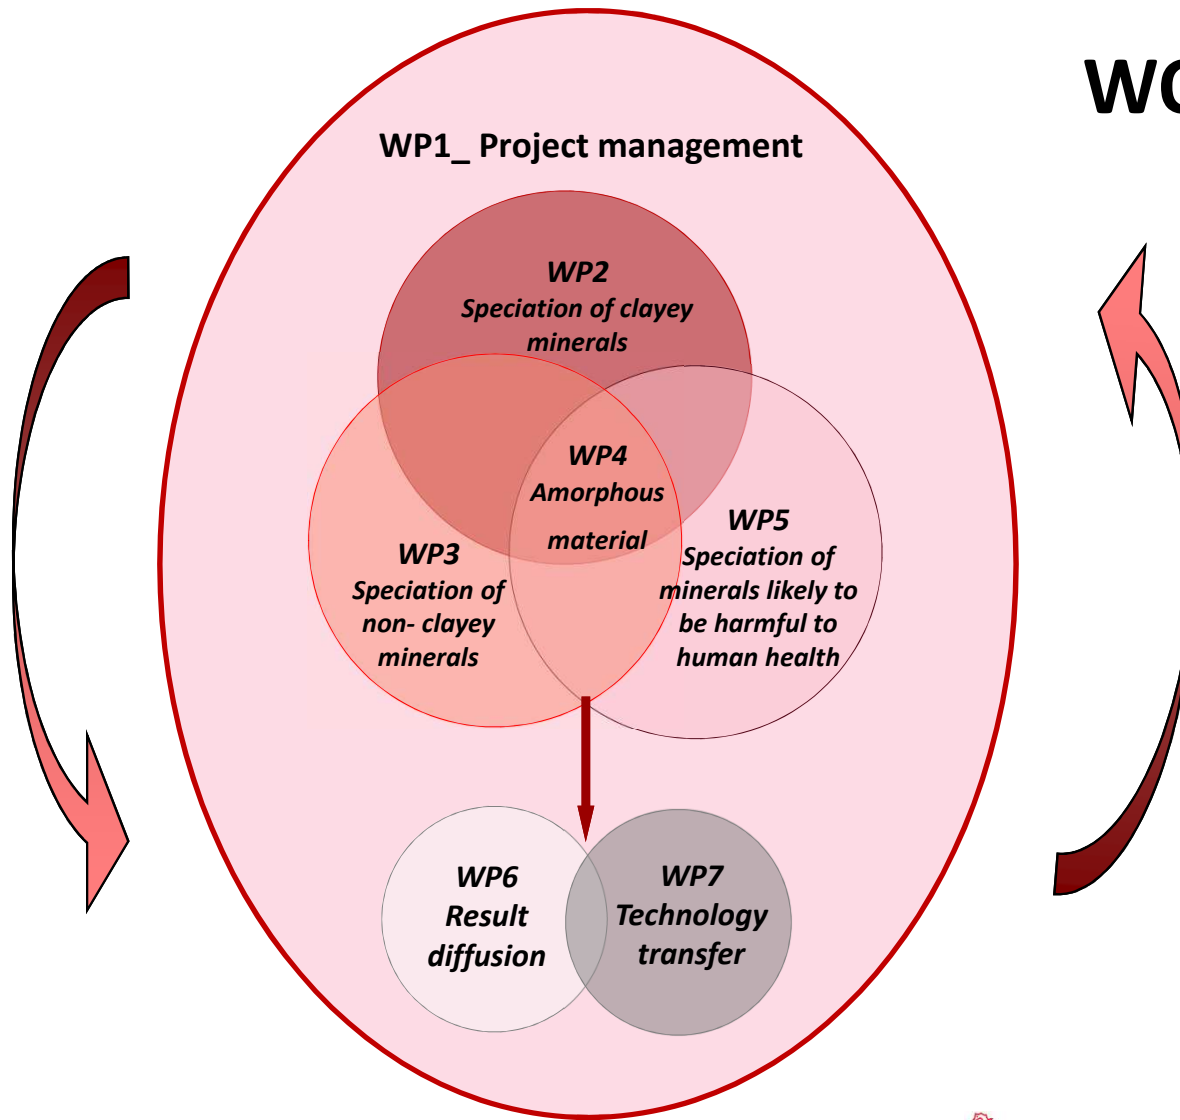 WP1_ Project management
WP2
Speciation of clayey
minerals
WP4
Amorphous
material
WP3
Speciation of
non- clayey
minerals
WP5
Speciation of
minerals likely to
be harmful to
human health
WP6
Result
diffusion
WP7
Technology
transfer